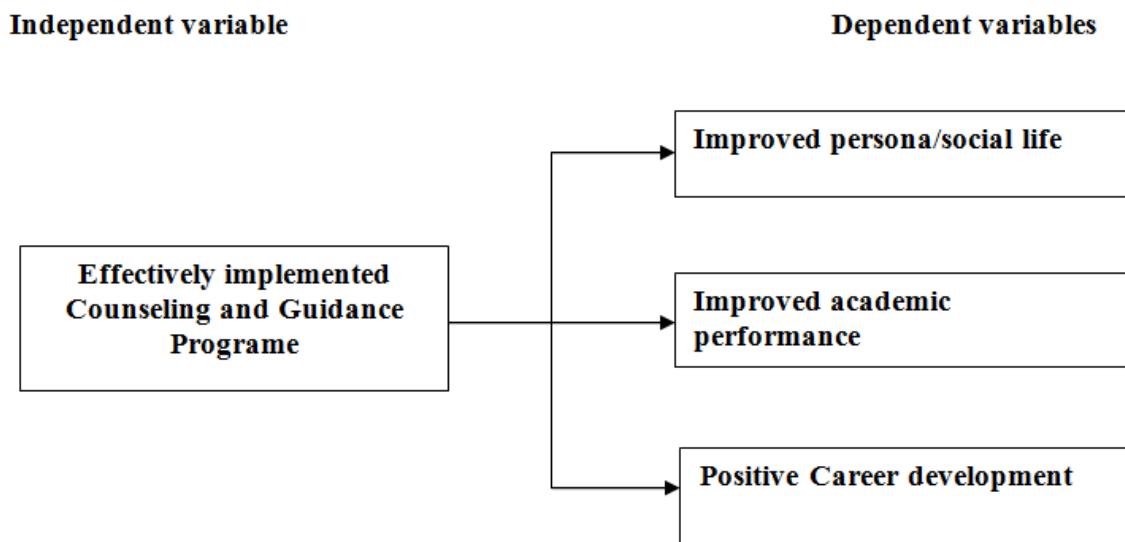 Independent variable
Dependent variables
Improved persona/social life
Effectively implemented
Counseling and Guidance
Programe
Improved academic
performance
Positive Career development